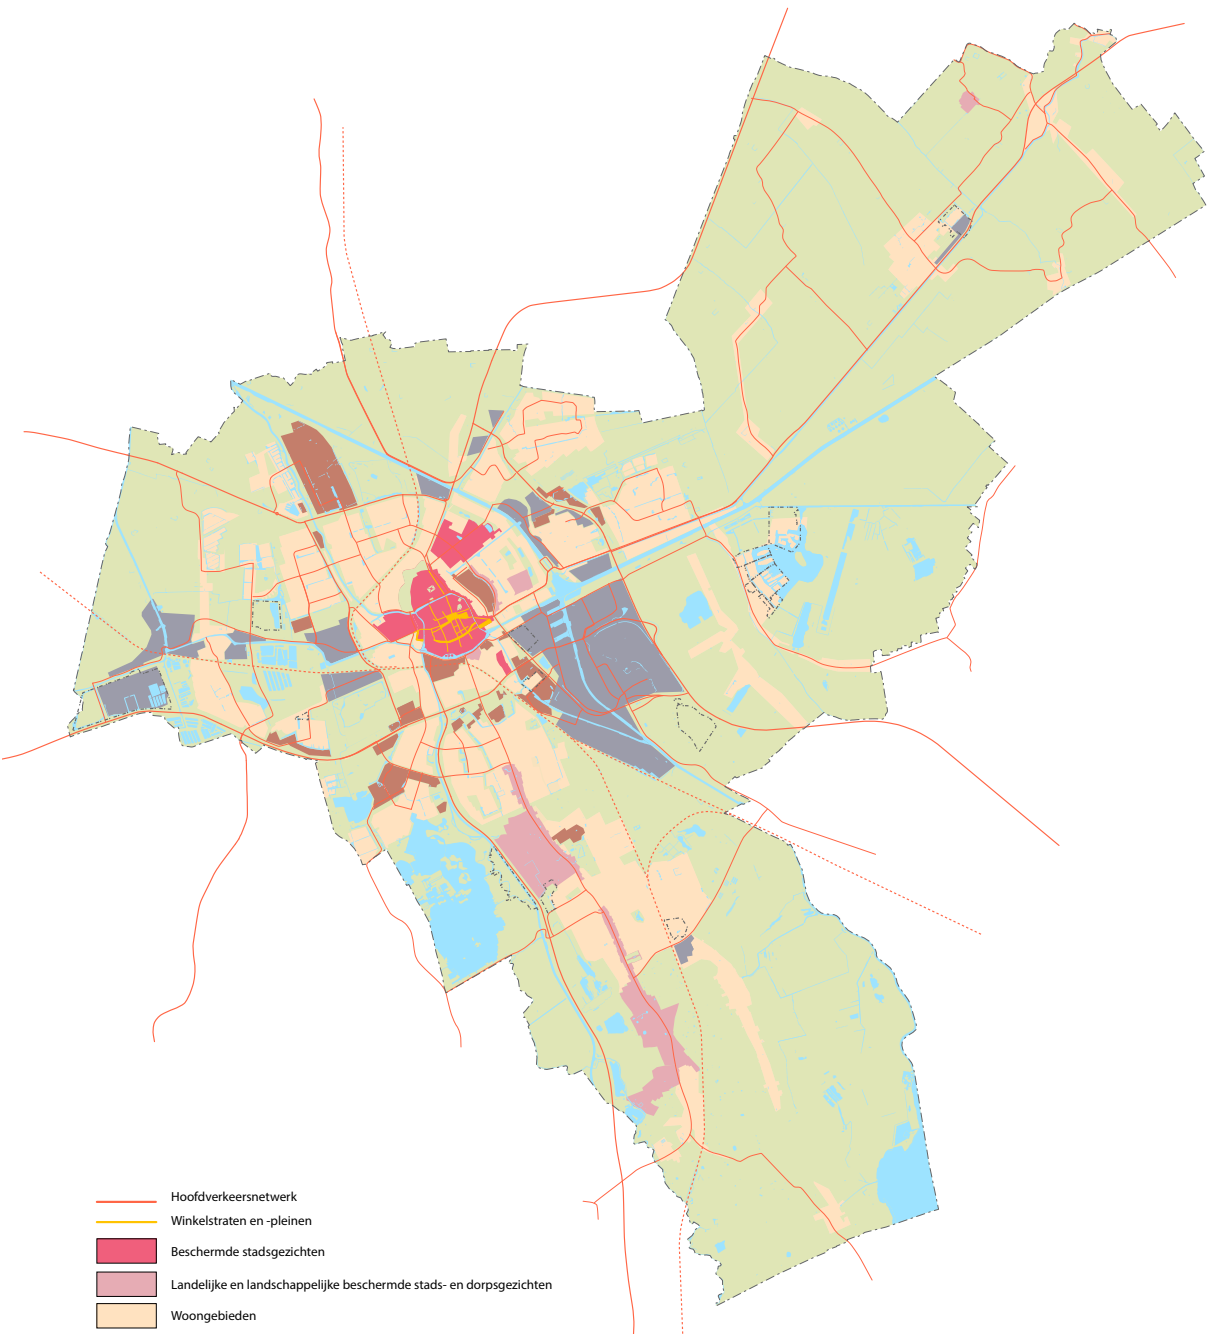 Hoofdverkeersnetwerk
Winkelstraten en -pleinen
Beschermde stadsgezichten
Landelijke en landschappelijke beschermde stads- en dorpsgezichten
Woongebieden